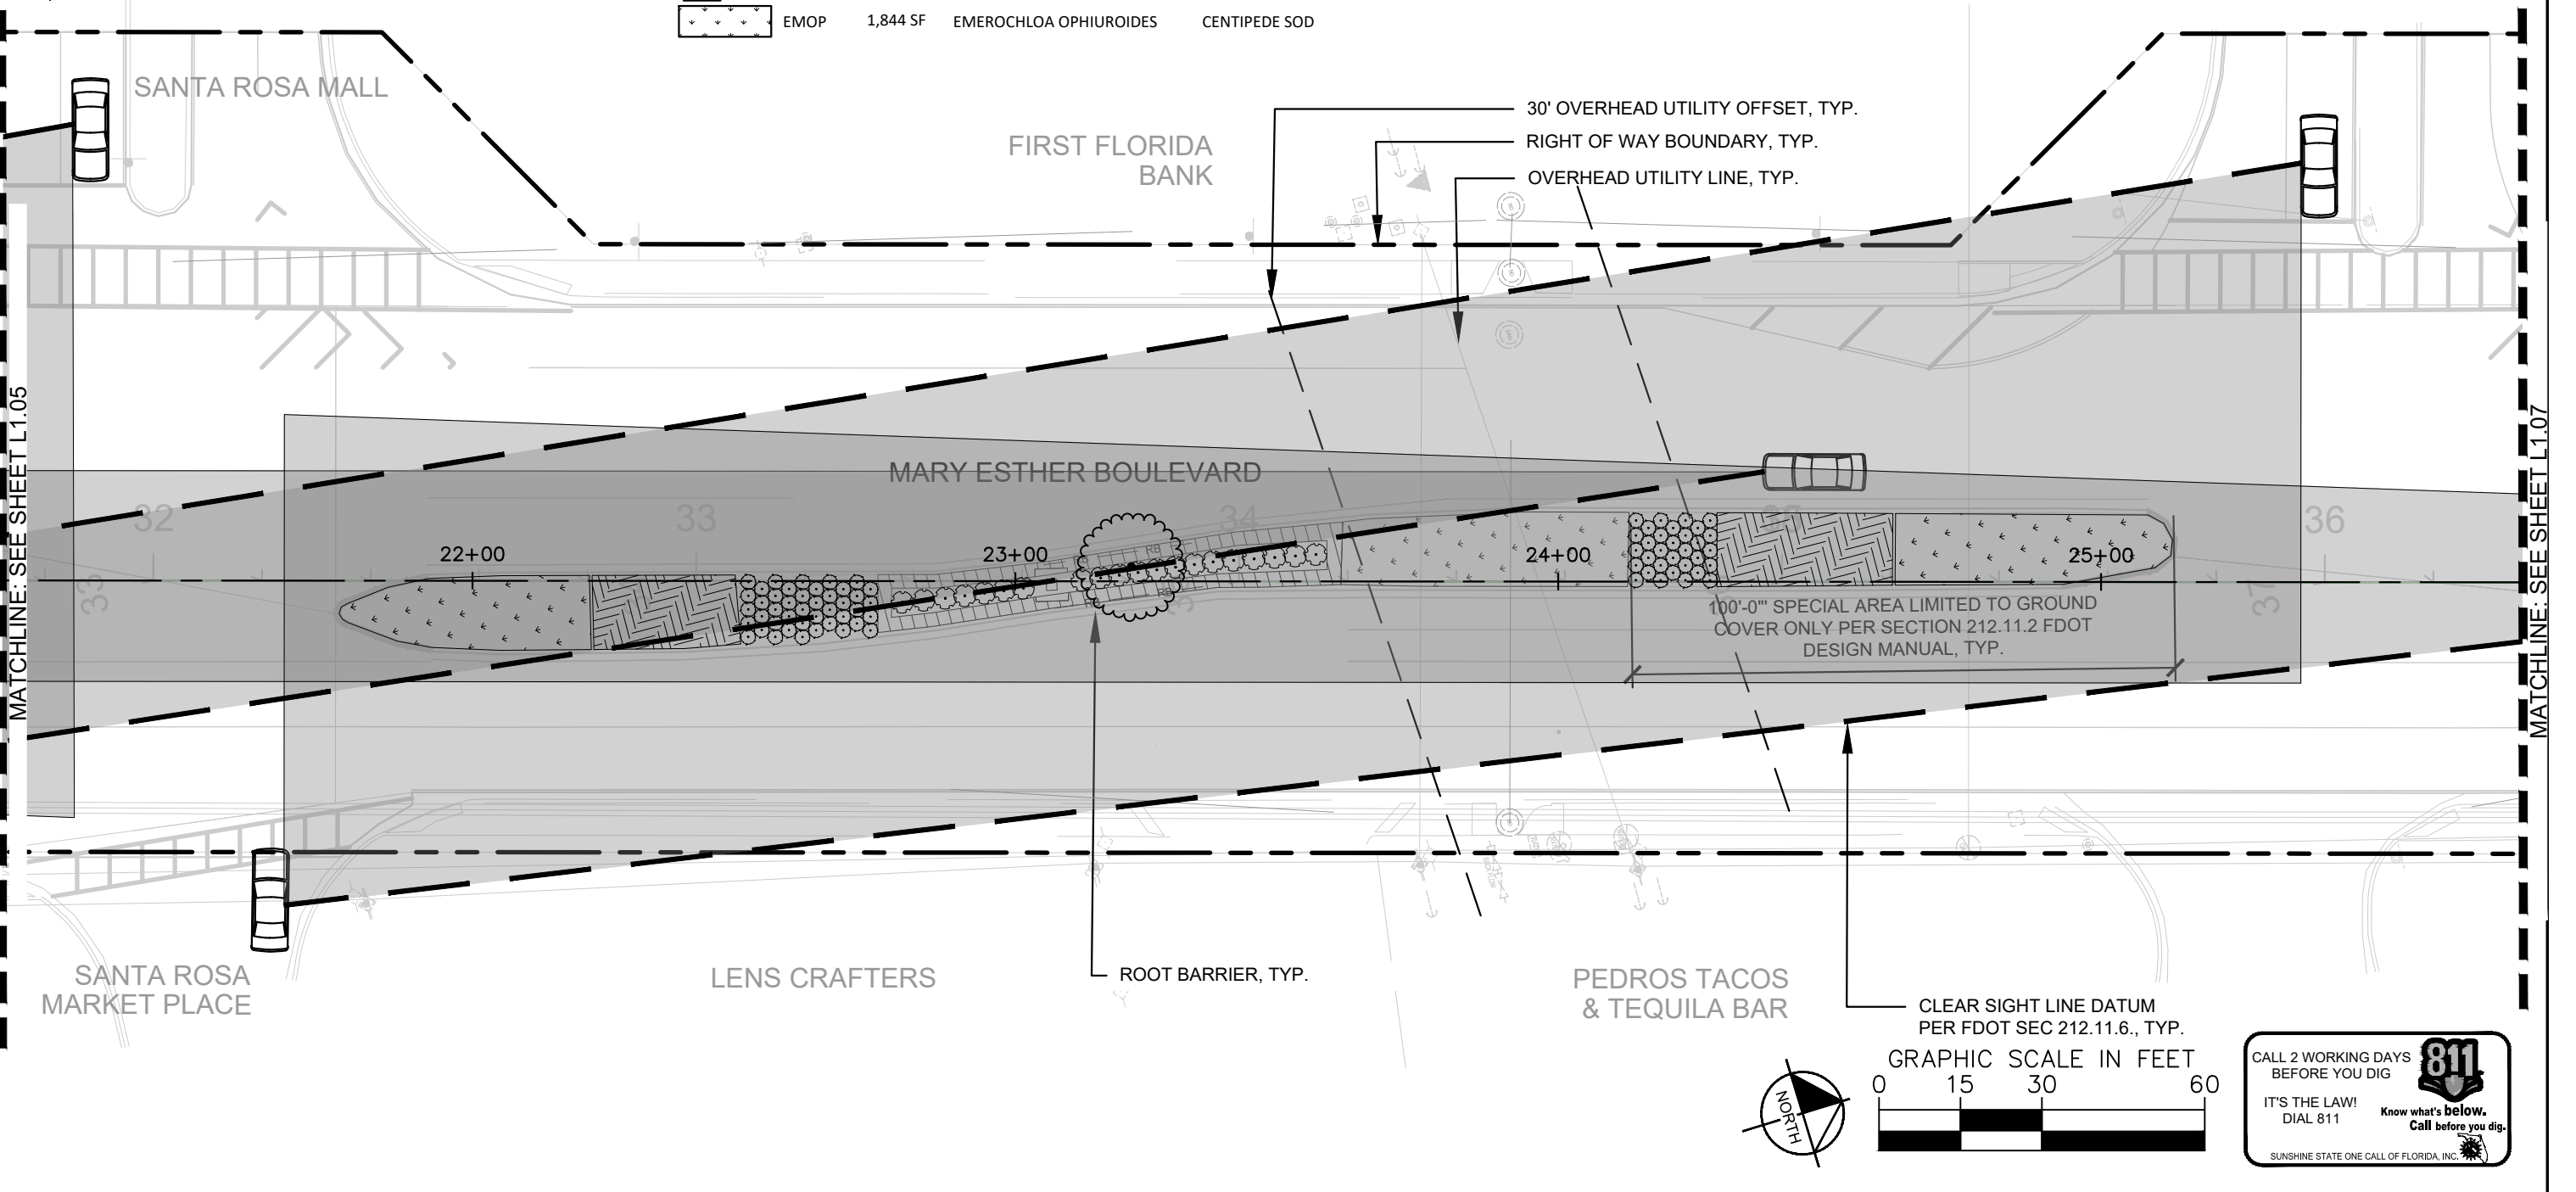 EMOP 1,844 SF EMEROCHLOA OPHIUROIDES CENTIPEDE SOD
SANTA ROSA MALL
FIRST FLORIDA
BANK
30' OVERHEAD UTILITY OFFSET, TYP.
RIGHT OF WAY BOUNDARY, TYP.
OVERHEAD UTILITY LINE, TYP.
MATCHLINE: SEE SHEET L1.05
MATCHLINE: SEE SHEET L1.07
MARY ESTHER BOULEVARD
32
33
34
36
22+00
23+00
24+00
25+00
33
37
RB
RB
100'-0"' SPECIAL AREA LIMITED TO GROUND
COVER ONLY PER SECTION 212.11.2 FDOT
DESIGN MANUAL, TYP.
SANTA ROSA
MARKET PLACE
LENS CRAFTERS
ROOT BARRIER, TYP.
PEDROS TACOS
& TEQUILA BAR
CLEAR SIGHT LINE DATUM
PER FDOT SEC 212.11.6., TYP.
NORTH
GRAPHIC SCALE IN FEET
0 15 30 60
CALL 2 WORKING DAYS
BEFORE YOU DIG
IT'S THE LAW!
DIAL 811
811
Know what's below.
Call before you dig.
SUNSHINE STATE ONE CALL OF FLORIDA, INC.